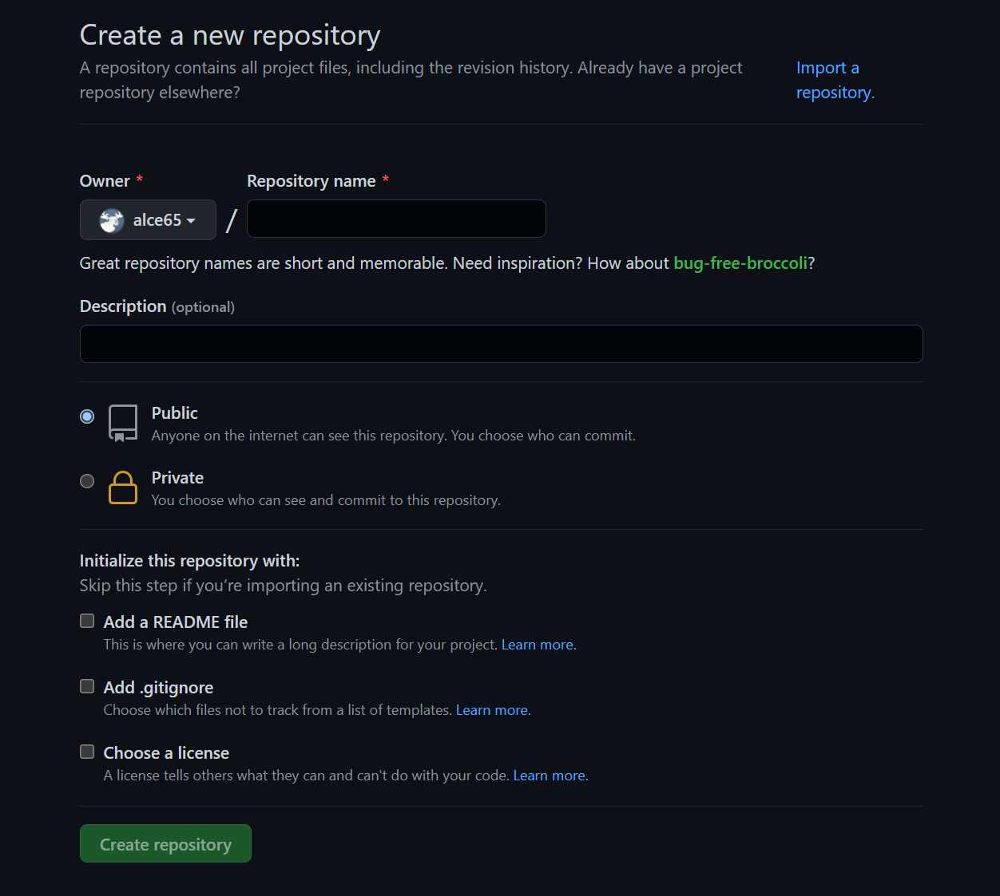 Create a new repository
A repository contains all project files, including the revision history. Already have a project
repository elsewhere?
Import a
repository.
Owner *
Repository name *
alce65
/
Great repository names are short and memorable. Need inspiration? How about bug-free-broccoli?
Description (optional)
Public
Anyone on the internet can see this repository. You choose who can commit.
Private
You choose who can see and commit to this repository.
Initialize this repository with:
Skip this step if you’re importing an existing repository.
Add a README file
This is where you can write a long description for your project. Learn more.
Add .gitignore
Choose which files not to track from a list of templates. Learn more.
Choose a license
A license tells others what they can and can't do with your code. Learn more.
Create repository